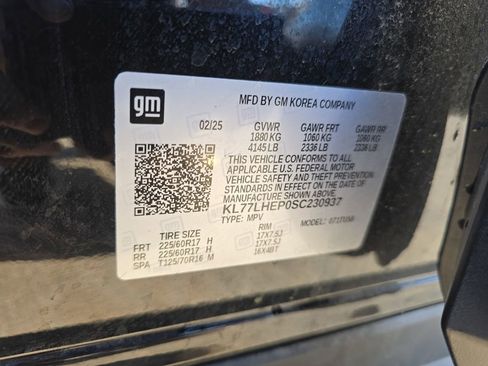 gm
MFD BY GM KOREA COMPANY
02/25 GVWR GAWR FRT GAWR RR
1880 KG 1060 KG 1060 KG
4145 LB 2336 LB 2336 LB
THIS VEHICLE CONFORMS TO ALL
APPLICABLE U.S. FEDERAL MOTOR
VEHICLE SAFETY AND THEFT
PREVENTION STANDARDS IN EFFECT
ON THE DATE OF MANUFACTURE
KL77LHEP0SC230937
TYPE: MPV MODEL:
TIRE SIZE RIM
FRT 225/60R17 H 17X7.5J
RR 225/60R17 H 17X7.5J
SPA T125/70R16 M 16X4BT